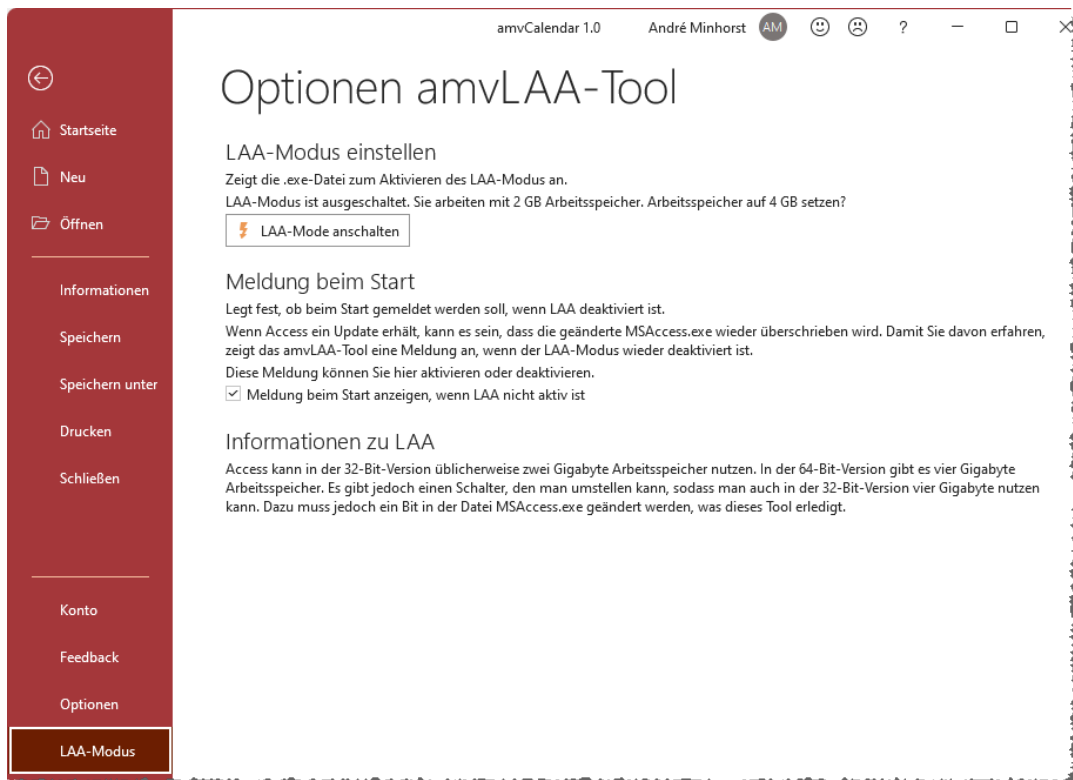 amvCalendar 1.0
André Minhorst
AM
?
Optionen amvLAA-Tool
Startseite
Neu
Öffnen
Informationen
Speichern
Speichern unter
Drucken
Schließen
Konto
Feedback
Optionen
LAA-Modus
LAA-Modus einstellen
Zeigt die .exe-Datei zum Aktivieren des LAA-Modus an.
LAA-Modus ist ausgeschaltet. Sie arbeiten mit 2 GB Arbeitsspeicher. Arbeitsspeicher auf 4 GB setzen?
LAA-Mode anschalten
Meldung beim Start
Legt fest, ob beim Start gemeldet werden soll, wenn LAA deaktiviert ist.
Wenn Access ein Update erhält, kann es sein, dass die geänderte MSAccess.exe wieder überschrieben wird. Damit Sie davon erfahren,
zeigt das amvLAA-Tool eine Meldung an, wenn der LAA-Modus wieder deaktiviert ist.
Diese Meldung können Sie hier aktivieren oder deaktivieren.
Meldung beim Start anzeigen, wenn LAA nicht aktiv ist
Informationen zu LAA
Access kann in der 32-Bit-Version üblicherweise zwei Gigabyte Arbeitsspeicher nutzen. In der 64-Bit-Version gibt es vier Gigabyte
Arbeitsspeicher. Es gibt jedoch einen Schalter, den man umstellen kann, sodass man auch in der 32-Bit-Version vier Gigabyte nutzen
kann. Dazu muss jedoch ein Bit in der Datei MSAccess.exe geändert werden, was dieses Tool erledigt.